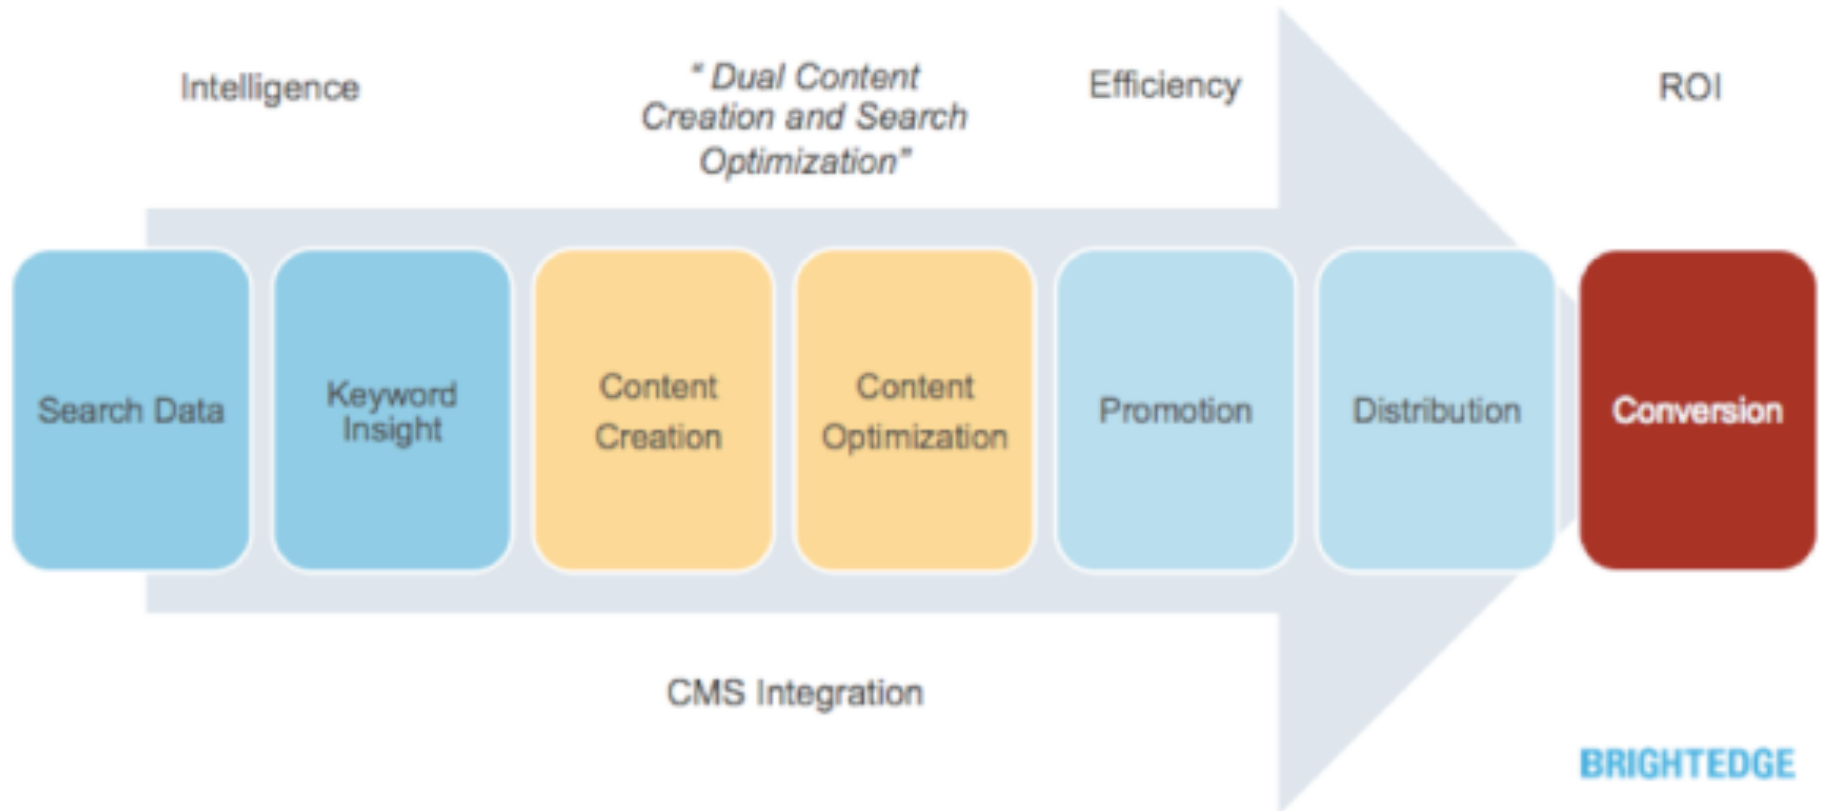 Intelligence
“ Dual Content
Creation and Search
Optimization”
Efficiency
ROI
Search Data
Keyword
Insight
Content
Creation
Content
Optimization
Promotion
Distribution
Conversion
CMS Integration
BRIGHTEDGE